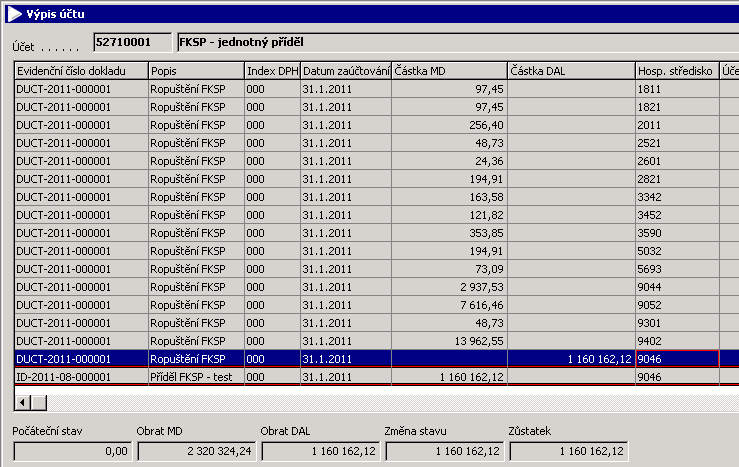 Výpis účtu
Účet . . . . . . 52710001 FKSP - jednotný příděl
Evidenční číslo dokladu Popis Index DPH Datum zaúčtování Částka MD Částka DAL Hosp. středisko Úče
DUCT-2011-000001 Ropuštění FKSP 000 31.1.2011 97,45 1811
DUCT-2011-000001 Ropuštění FKSP 000 31.1.2011 97,45 1821
DUCT-2011-000001 Ropuštění FKSP 000 31.1.2011 256,40 2011
DUCT-2011-000001 Ropuštění FKSP 000 31.1.2011 48,73 2521
DUCT-2011-000001 Ropuštění FKSP 000 31.1.2011 24,36 2601
DUCT-2011-000001 Ropuštění FKSP 000 31.1.2011 194,91 2821
DUCT-2011-000001 Ropuštění FKSP 000 31.1.2011 163,58 3342
DUCT-2011-000001 Ropuštění FKSP 000 31.1.2011 121,82 3452
DUCT-2011-000001 Ropuštění FKSP 000 31.1.2011 353,85 3590
DUCT-2011-000001 Ropuštění FKSP 000 31.1.2011 194,91 5032
DUCT-2011-000001 Ropuštění FKSP 000 31.1.2011 73,09 5693
DUCT-2011-000001 Ropuštění FKSP 000 31.1.2011 2 937,53 9044
DUCT-2011-000001 Ropuštění FKSP 000 31.1.2011 7 616,46 9052
DUCT-2011-000001 Ropuštění FKSP 000 31.1.2011 48,73 9301
DUCT-2011-000001 Ropuštění FKSP 000 31.1.2011 13 962,55 9402
DUCT-2011-000001 Ropuštění FKSP 000 31.1.2011 1 160 162,12 9046
ID-2011-08-000001 Příděl FKSP - test 000 31.1.2011 1 160 162,12 9046
Počáteční stav Obrat MD Obrat DAL Změna stavu Zůstatek
0,00 2 320 324,24 1 160 162,12 1 160 162,12 1 160 162,12